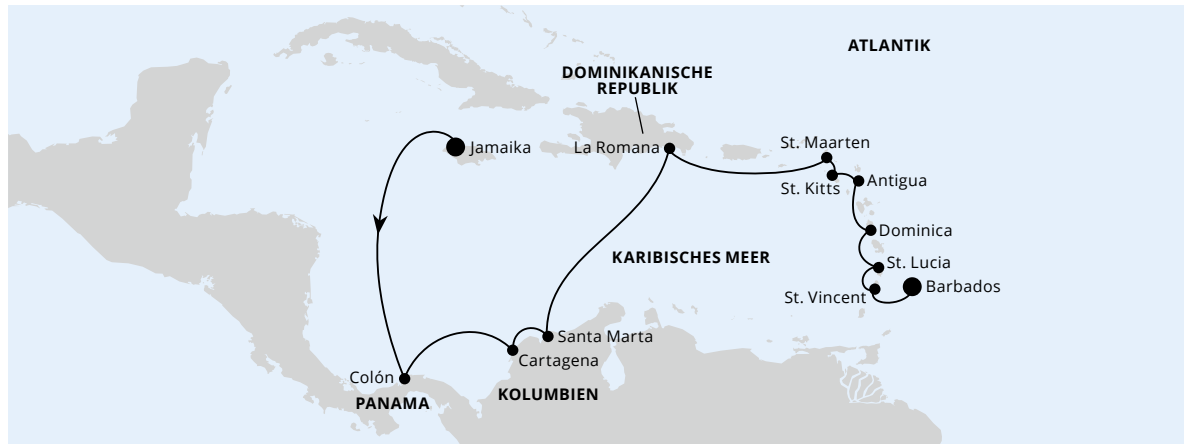 ATLANTIK
DOMINIKANISCHE
REPUBLIK
Jamaika
La Romana
St. Maarten
St. Kitts
Antigua
Dominica
KARIBISCHES MEER
St. Lucia
Barbados
St. Vincent
Santa Marta
Cartagena
Colón
KOLUMBIEN
PANAMA